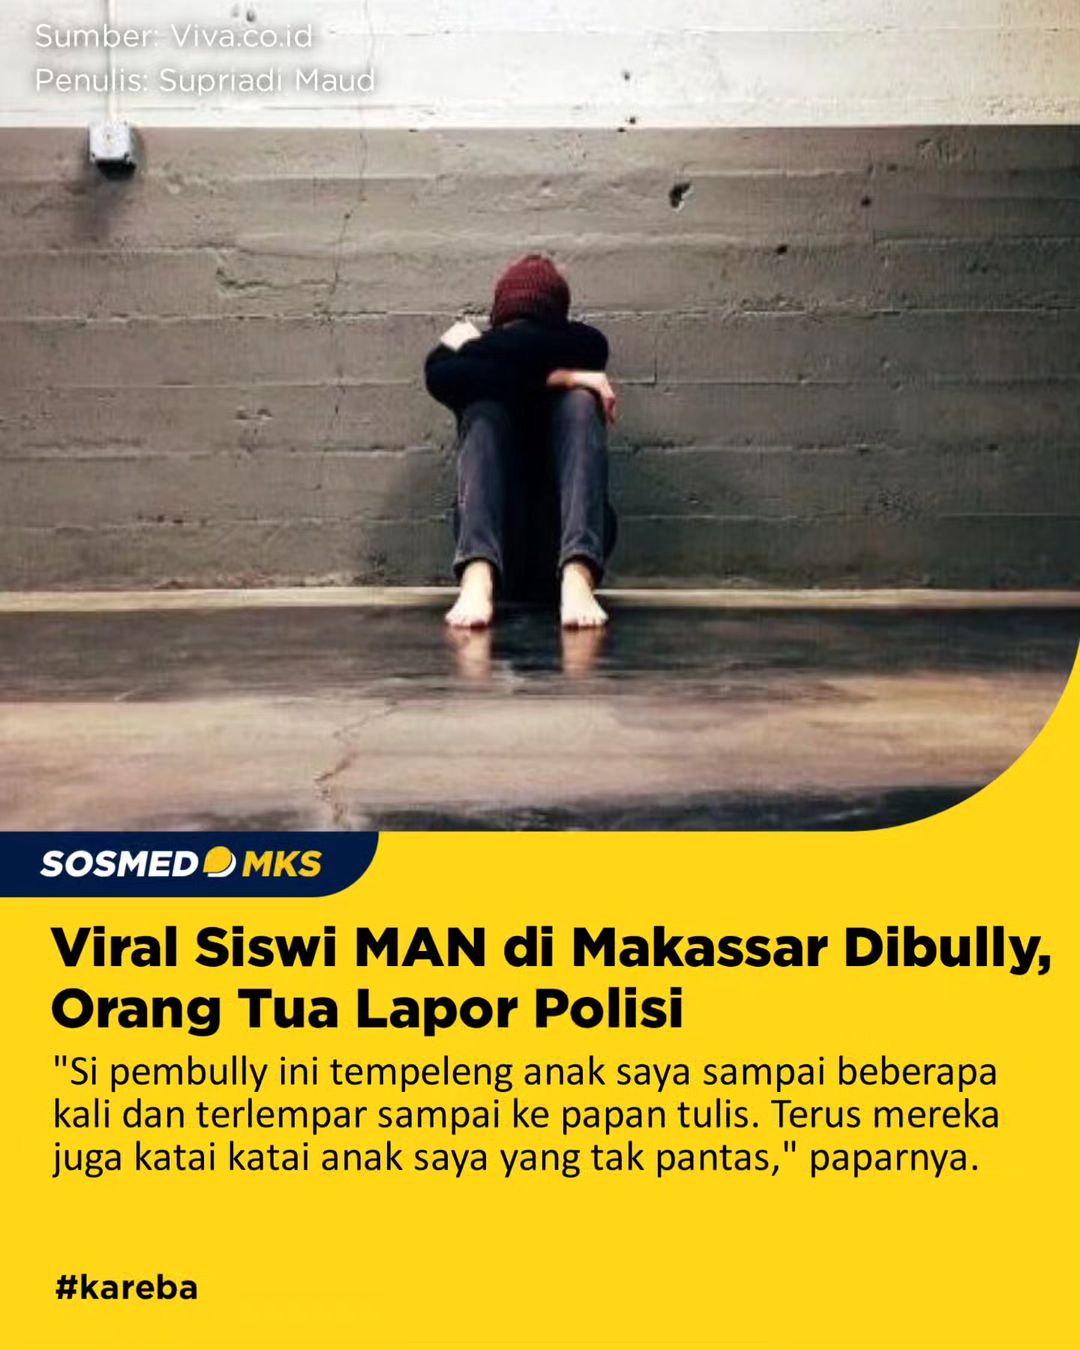 Sumber: Viva.co.id
Penulis: Supriadi Maud
SOSMED MKS
Viral Siswi MAN di Makassar Dibully,
Orang Tua Lapor Polisi
"Si pembully ini tempeleng anak saya sampai beberapa
kali dan terlempar sampai ke papan tulis. Terus mereka
juga katai katai anak saya yang tak pantas," paparnya.
#kareba